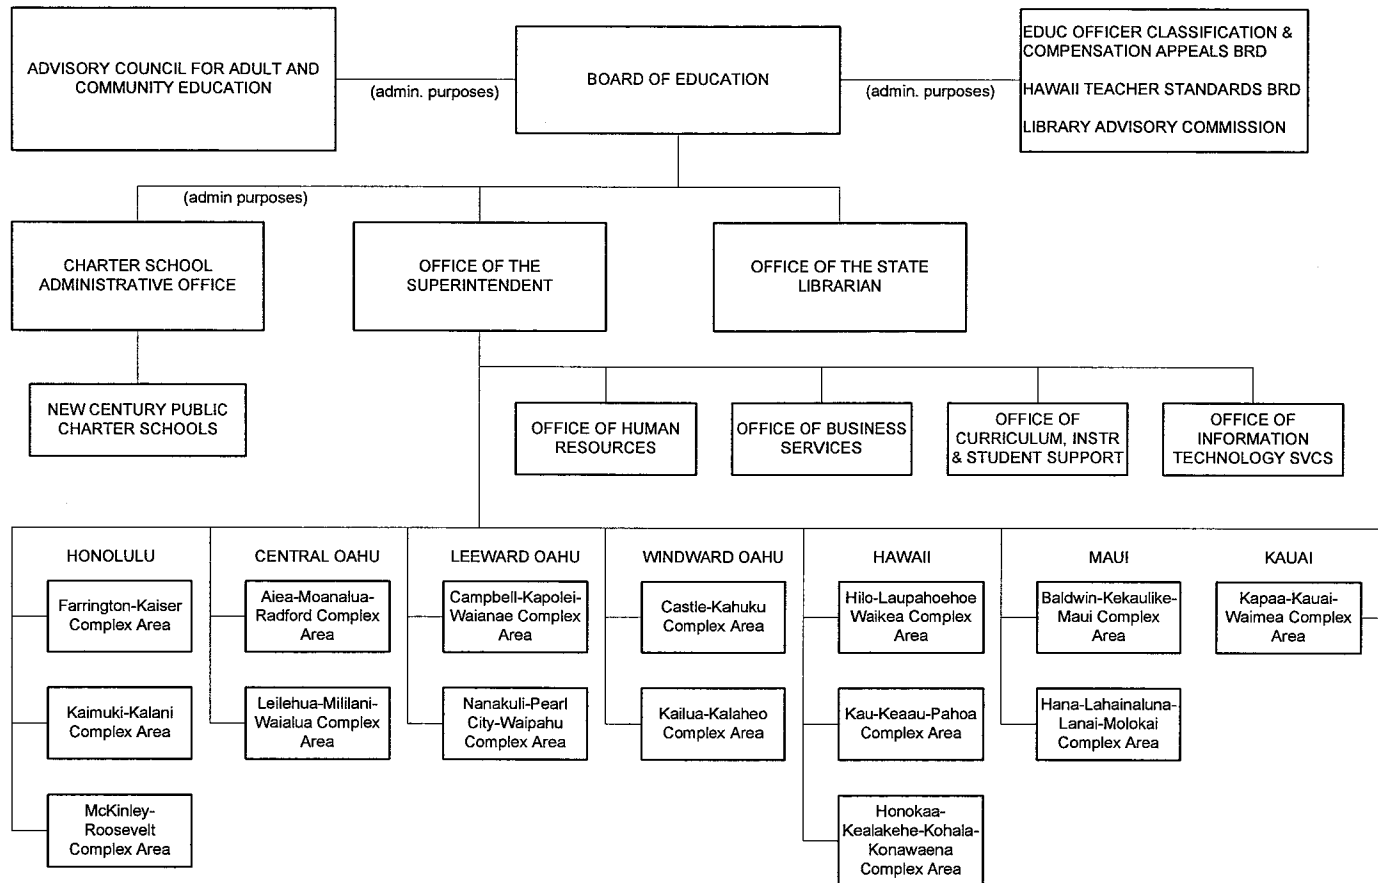 ADVISORY COUNCIL FOR ADULT AND
COMMUNITY EDUCATION
(admin. purposes)
BOARD OF EDUCATION
(admin. purposes)
EDUC OFFICER CLASSIFICATION &
COMPENSATION APPEALS BRD
HAWAII TEACHER STANDARDS BRD
LIBRARY ADVISORY COMMISSION
(admin purposes)
CHARTER SCHOOL
ADMINISTRATIVE OFFICE
OFFICE OF THE
SUPERINTENDENT
OFFICE OF THE STATE
LIBRARIAN
NEW CENTURY PUBLIC
CHARTER SCHOOLS
OFFICE OF HUMAN
RESOURCES
OFFICE OF BUSINESS
SERVICES
OFFICE OF
CURRICULUM, INSTR
& STUDENT SUPPORT
OFFICE OF
INFORMATION
TECHNOLOGY SVCS
HONOLULU
Farrington-Kaiser
Complex Area
Kaimuki-Kalani
Complex Area
McKinley-
Roosevelt
Complex Area
CENTRAL OAHU
Aiea-Moanalua-
Radford Complex
Area
Leilehua-Mililani-
Waialua Complex
Area
LEEWARD OAHU
Campbell-Kapolei-
Waianae Complex
Area
Nanakuli-Pearl
City-Waipahu
Complex Area
WINDWARD OAHU
Castle-Kahuku
Complex Area
Kailua-Kalaheo
Complex Area
HAWAII
Hilo-Laupahoehoe
Waikea Complex
Area
Kau-Keaau-Pahoa
Complex Area
Honokaa-
Kealakehe-Kohala-
Konawaena
Complex Area
MAUI
Baldwin-Kekaulike-
Maui Complex
Area
Hana-Lahainaluna-
Lanai-Molokai
Complex Area
KAUAI
Kapaa-Kauai-
Waimea Complex
Area